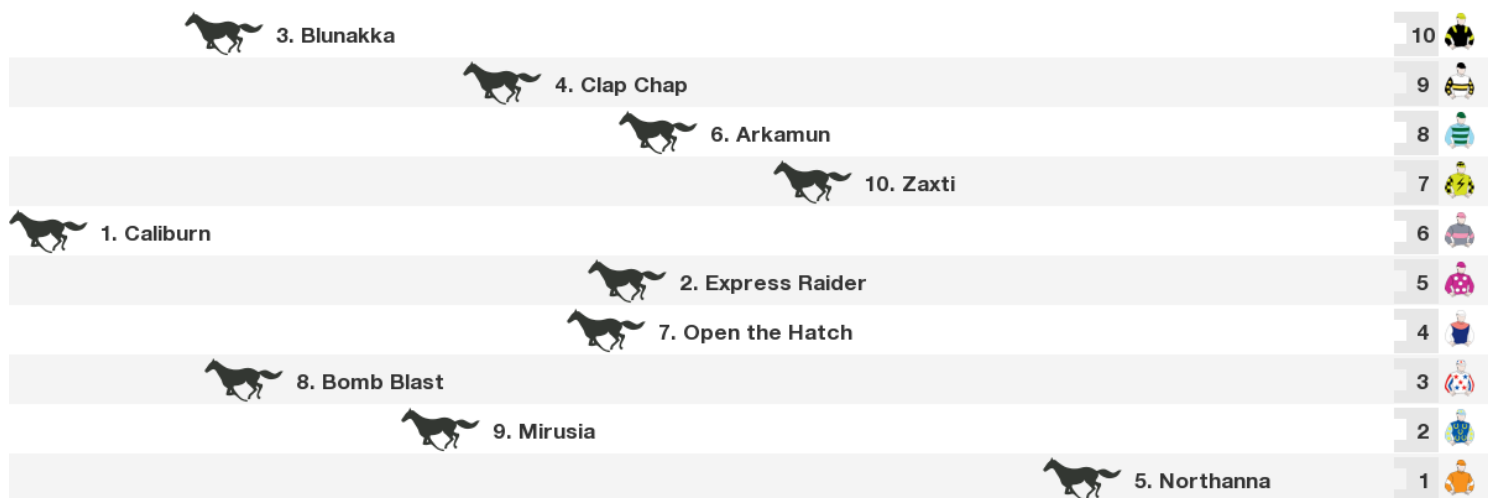 3. Blunakka 10
4. Clap Chap 9
6. Arkamun 8
10. Zaxti 7
1. Caliburn 6
2. Express Raider 5
7. Open the Hatch 4
8. Bomb Blast 3
9. Mirusia 2
5. Northanna 1